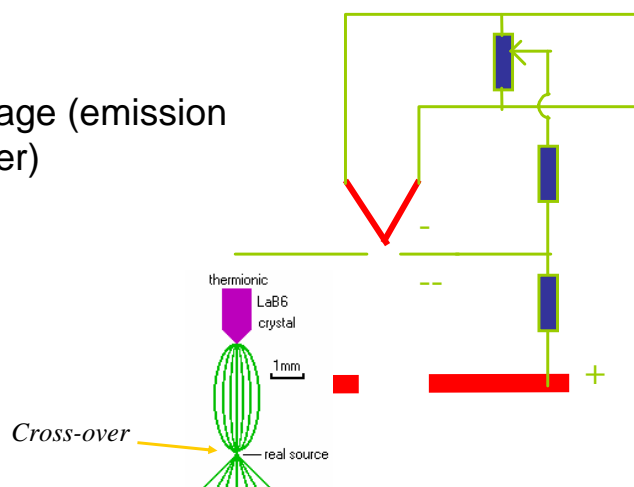 age (emission
er)
-
--
+
thermionic
LaB6
crystal
1mm
Cross-over
real source